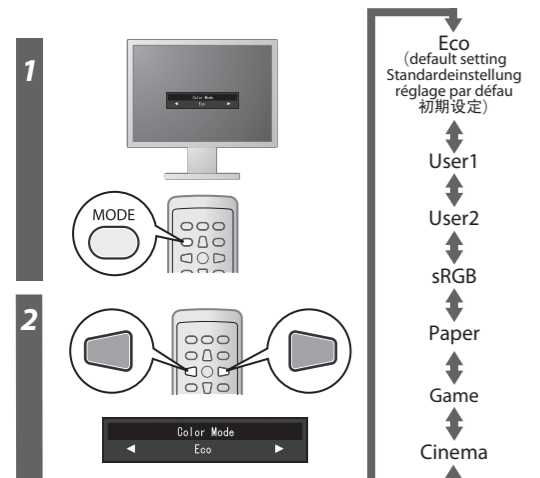 1
Color Mode
◄ Eco ►
MODE
2
Color Mode
◄ Eco ►
Eco
(default setting
Standardeinstellung
réglage par défau
初期设定)
User1
User2
sRGB
Paper
Game
Cinema